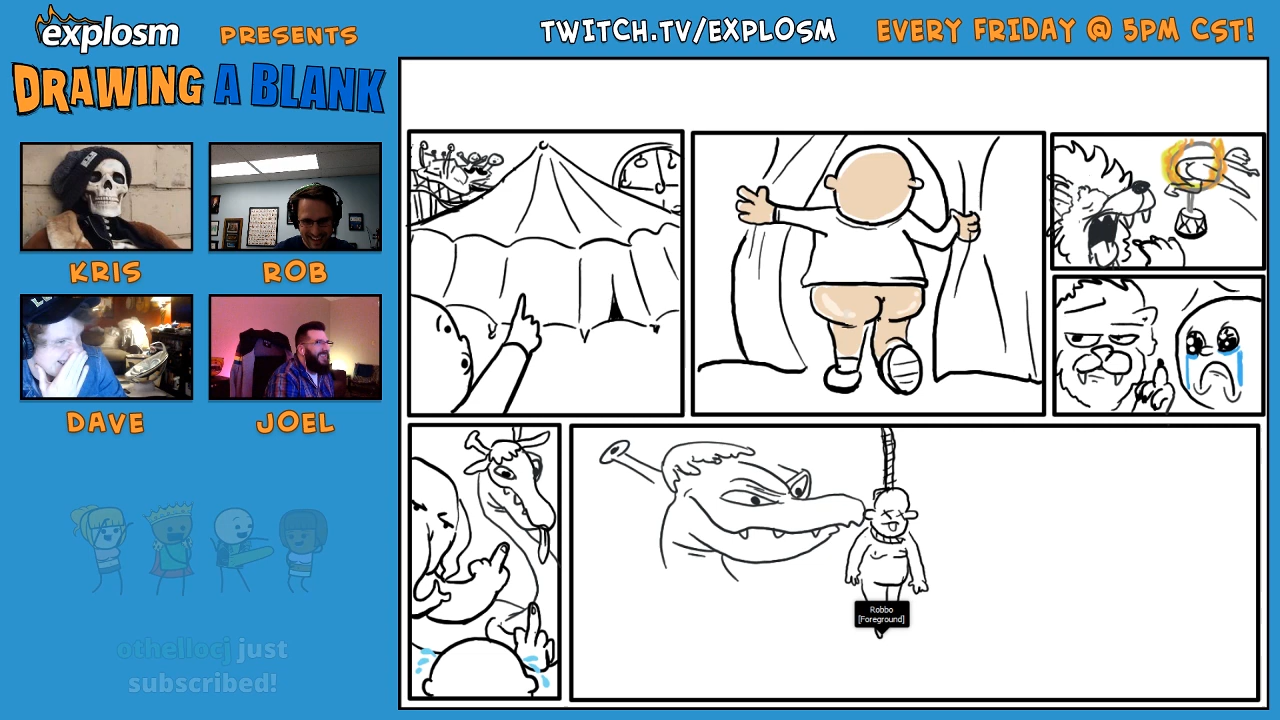 explosm PRESENTS
DRAWING A BLANK
TWITCH.TV/EXPLOSM EVERY FRIDAY @ 5PM CST!
KRIS ROB
DAVE JOEL
othellocj just
subscribed!
Robbo
[Foreground]